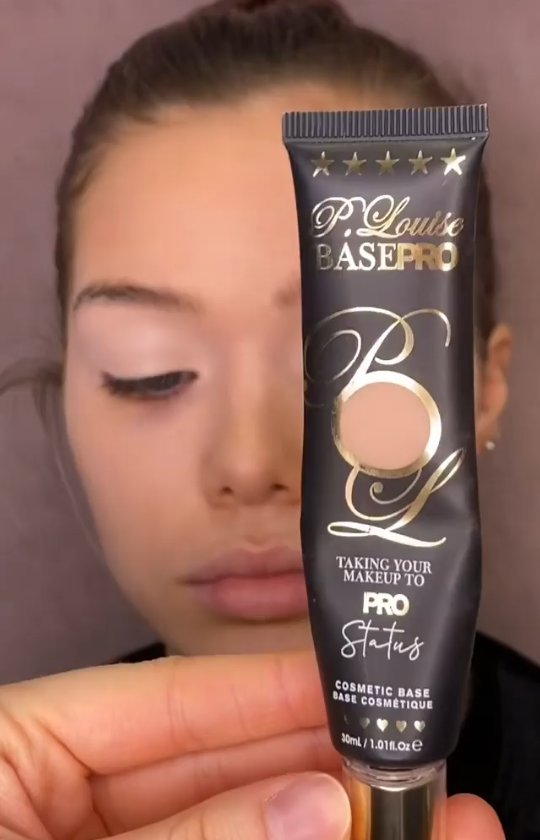 P. Louise
BASEPRO
P
L
TAKING YOUR
MAKEUP TO
PRO
Status
COSMETIC BASE
BASE COSMÉTIQUE
30mL / 1.01fl.Oz e